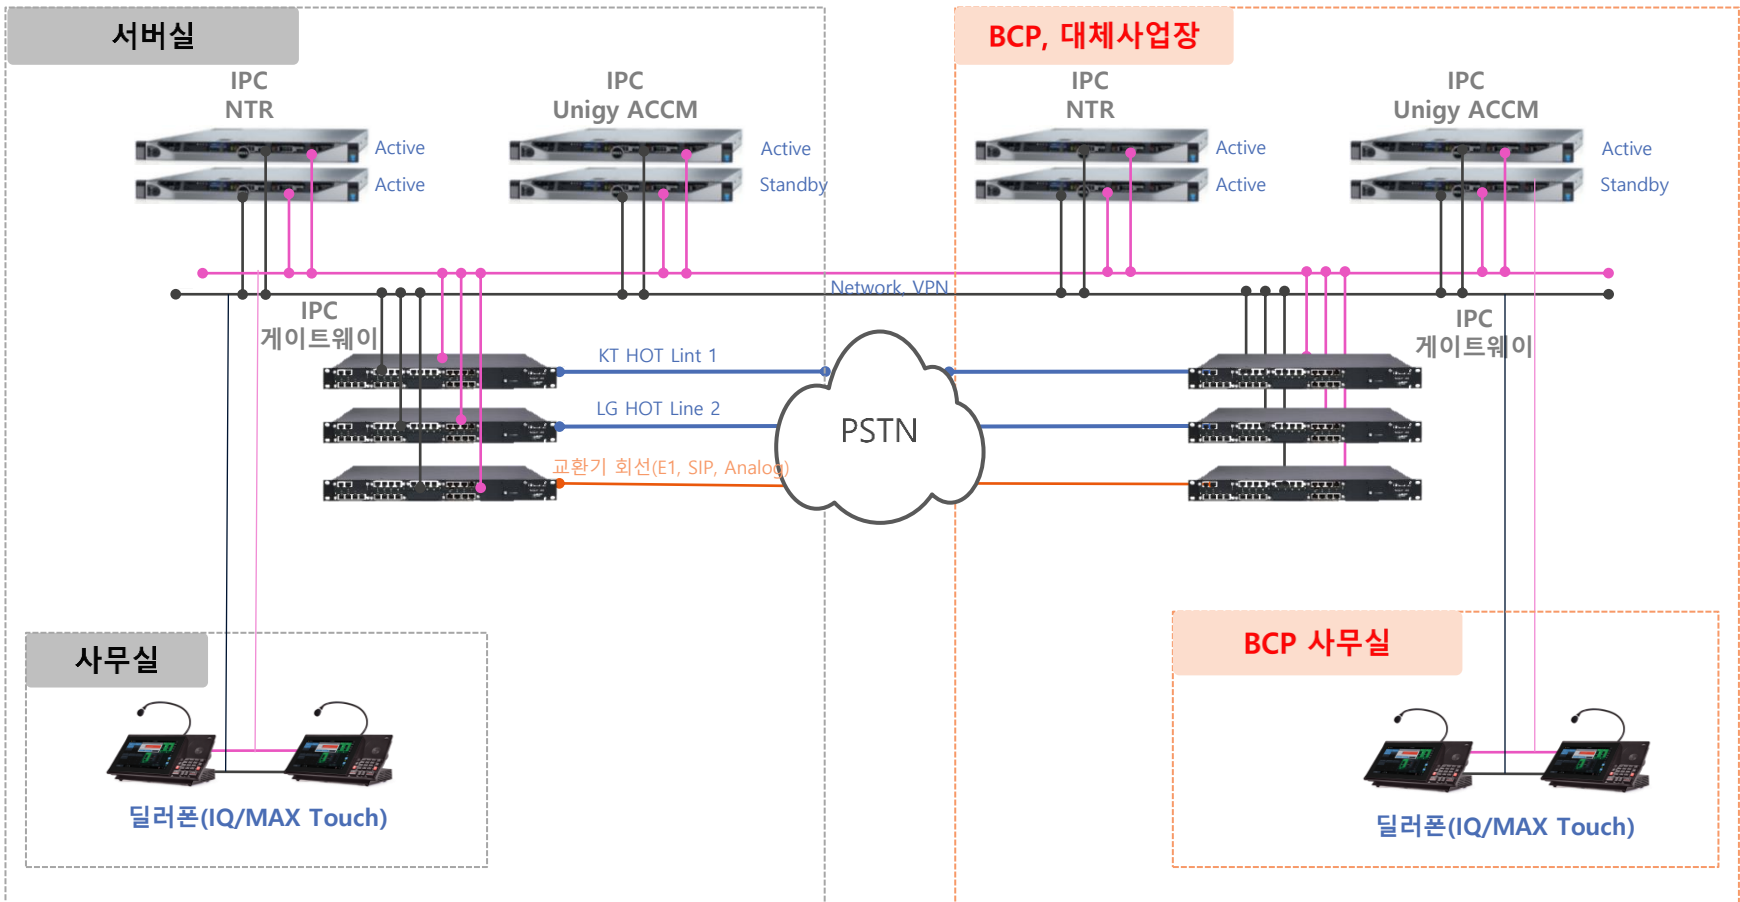 서버실
BCP, 대체사업장
IPC
NTR
IPC
Unigy ACCM
IPC
NTR
IPC
Unigy ACCM
Active
Active
Active
Standby
Active
Active
Active
Standby
Network, VPN
IPC
게이트웨이
IPC
게이트웨이
KT HOT Lint 1
LG HOT Line 2
교환기 회선(E1, SIP, Analog)
PSTN
사무실
BCP 사무실
딜러폰(IQ/MAX Touch)
딜러폰(IQ/MAX Touch)